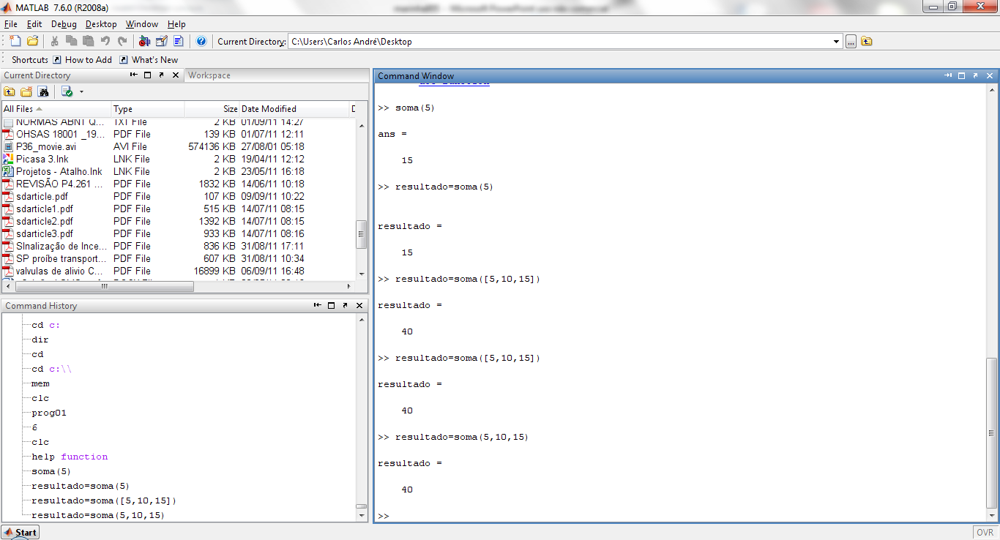 MATLAB 7.6.0 (R2008a)
File Edit Debug Desktop Window Help
Current Directory: C:\Users\Carlos André\Desktop ...
Shortcuts How to Add What's New
Current Directory Workspace
All Files Type Size Date Modified D
NORMAS ABNT Q... TXT File 2 KB 01/09/11 14:27
OHSAS 18001 _19... PDF File 139 KB 01/07/11 12:11
P36_movie.avi AVI File 574136 KB 27/08/01 05:18
Picasa 3.lnk LNK File 2 KB 19/04/11 12:12
Projetos - Atalho.lnk LNK File 2 KB 23/05/11 16:18
REVISÃO P4.261 ... PDF File 1832 KB 14/06/11 10:18
sdarticle.pdf PDF File 107 KB 09/09/11 10:22
sdarticle1.pdf PDF File 515 KB 14/07/11 08:15
sdarticle2.pdf PDF File 1392 KB 14/07/11 08:15
sdarticle3.pdf PDF File 933 KB 14/07/11 08:16
SInalização de Ince... PDF File 836 KB 31/08/11 17:11
SP proíbe transport... PDF File 607 KB 31/08/11 10:34
valvulas de alivio C... PDF File 16899 KB 06/09/11 16:48
Command History
cd c:
dir
cd
cd c:\\
mem
clc
prog01
6
clc
help function
soma(5)
resultado=soma(5)
resultado=soma([5,10,15])
resultado=soma(5,10,15)
Command Window
>> soma(5)
ans =
15
>> resultado=soma(5)
resultado =
15
>> resultado=soma([5,10,15])
resultado =
40
>> resultado=soma([5,10,15])
resultado =
40
>> resultado=soma(5,10,15)
resultado =
40
>>
Start OVR